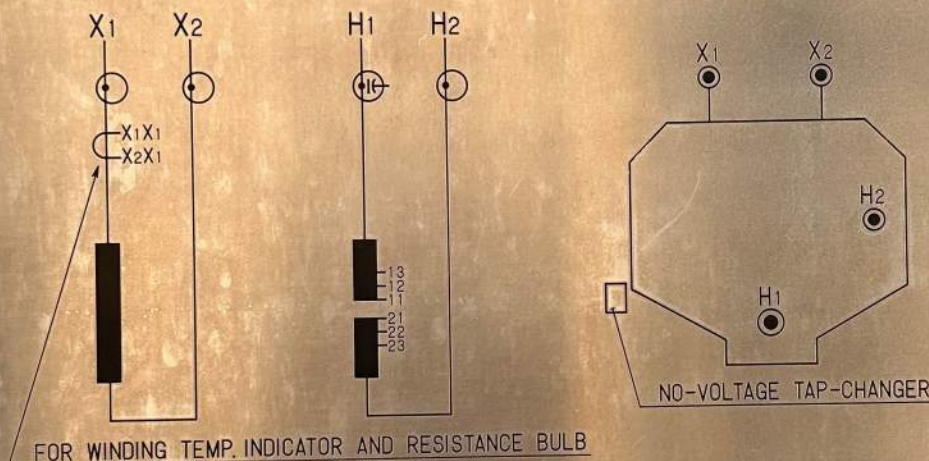 X1 X2 H1 H2
X1X1
X2X1
13
12
11
21
22
23
X1 X2
H2
H1
NO-VOLTAGE TAP-CHANGER
FOR WINDING TEMP. INDICATOR AND RESISTANCE BULB